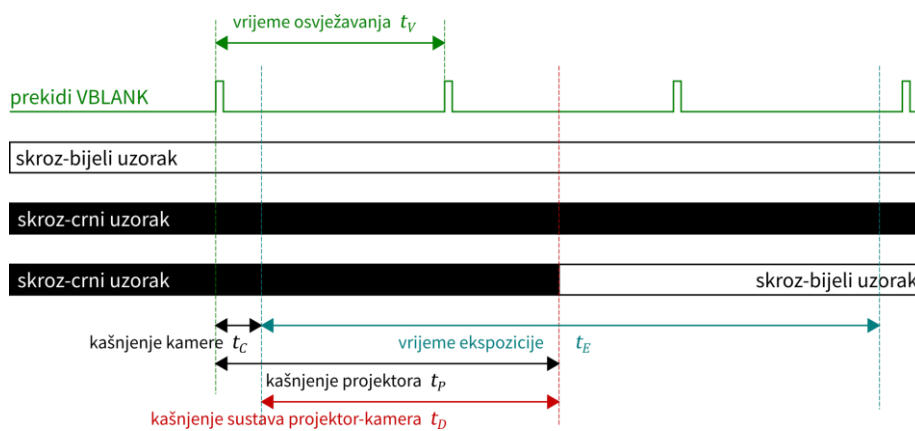 vrijeme osvježavanja t_V
prekidi VBLANK
skroz-bijeli uzorak
skroz-crni uzorak
skroz-crni uzorak
skroz-bijeli uzorak
kašnjenje kamere t_C
vrijeme ekspozicije t_E
kašnjenje projektora t_P
kašnjenje sustava projektor-kamera t_D